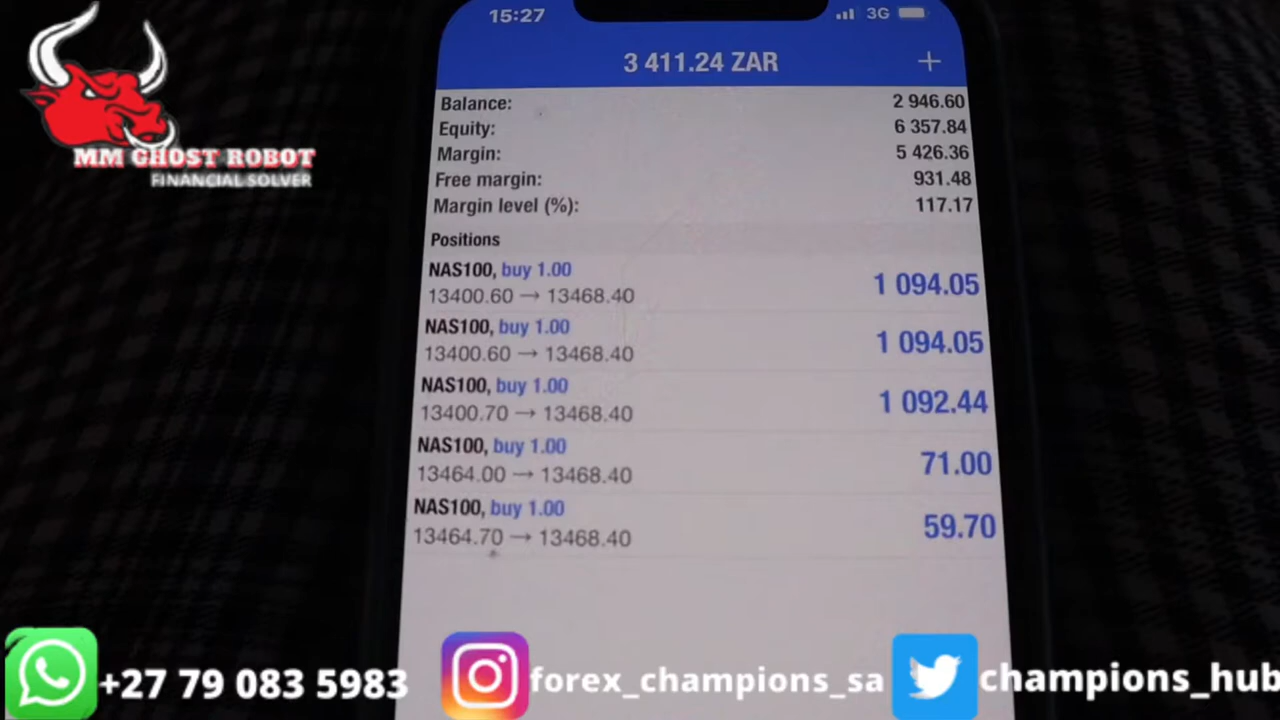 15:27
3G
3 411.24 ZAR
+
MM GHOST ROBOT
FINANCIAL SOLVER
Balance: 2 946.60
Equity: 6 357.84
Margin: 5 426.36
Free margin: 931.48
Margin level (%): 117.17
Positions
NAS100, buy 1.00
13400.60 → 13468.40 1 094.05
NAS100, buy 1.00
13400.60 → 13468.40 1 094.05
NAS100, buy 1.00
13400.70 → 13468.40 1 092.44
NAS100, buy 1.00
13464.00 → 13468.40 71.00
NAS100, buy 1.00
13464.70 → 13468.40 59.70
+27 79 083 5983 forex_champions_sa champions_hub